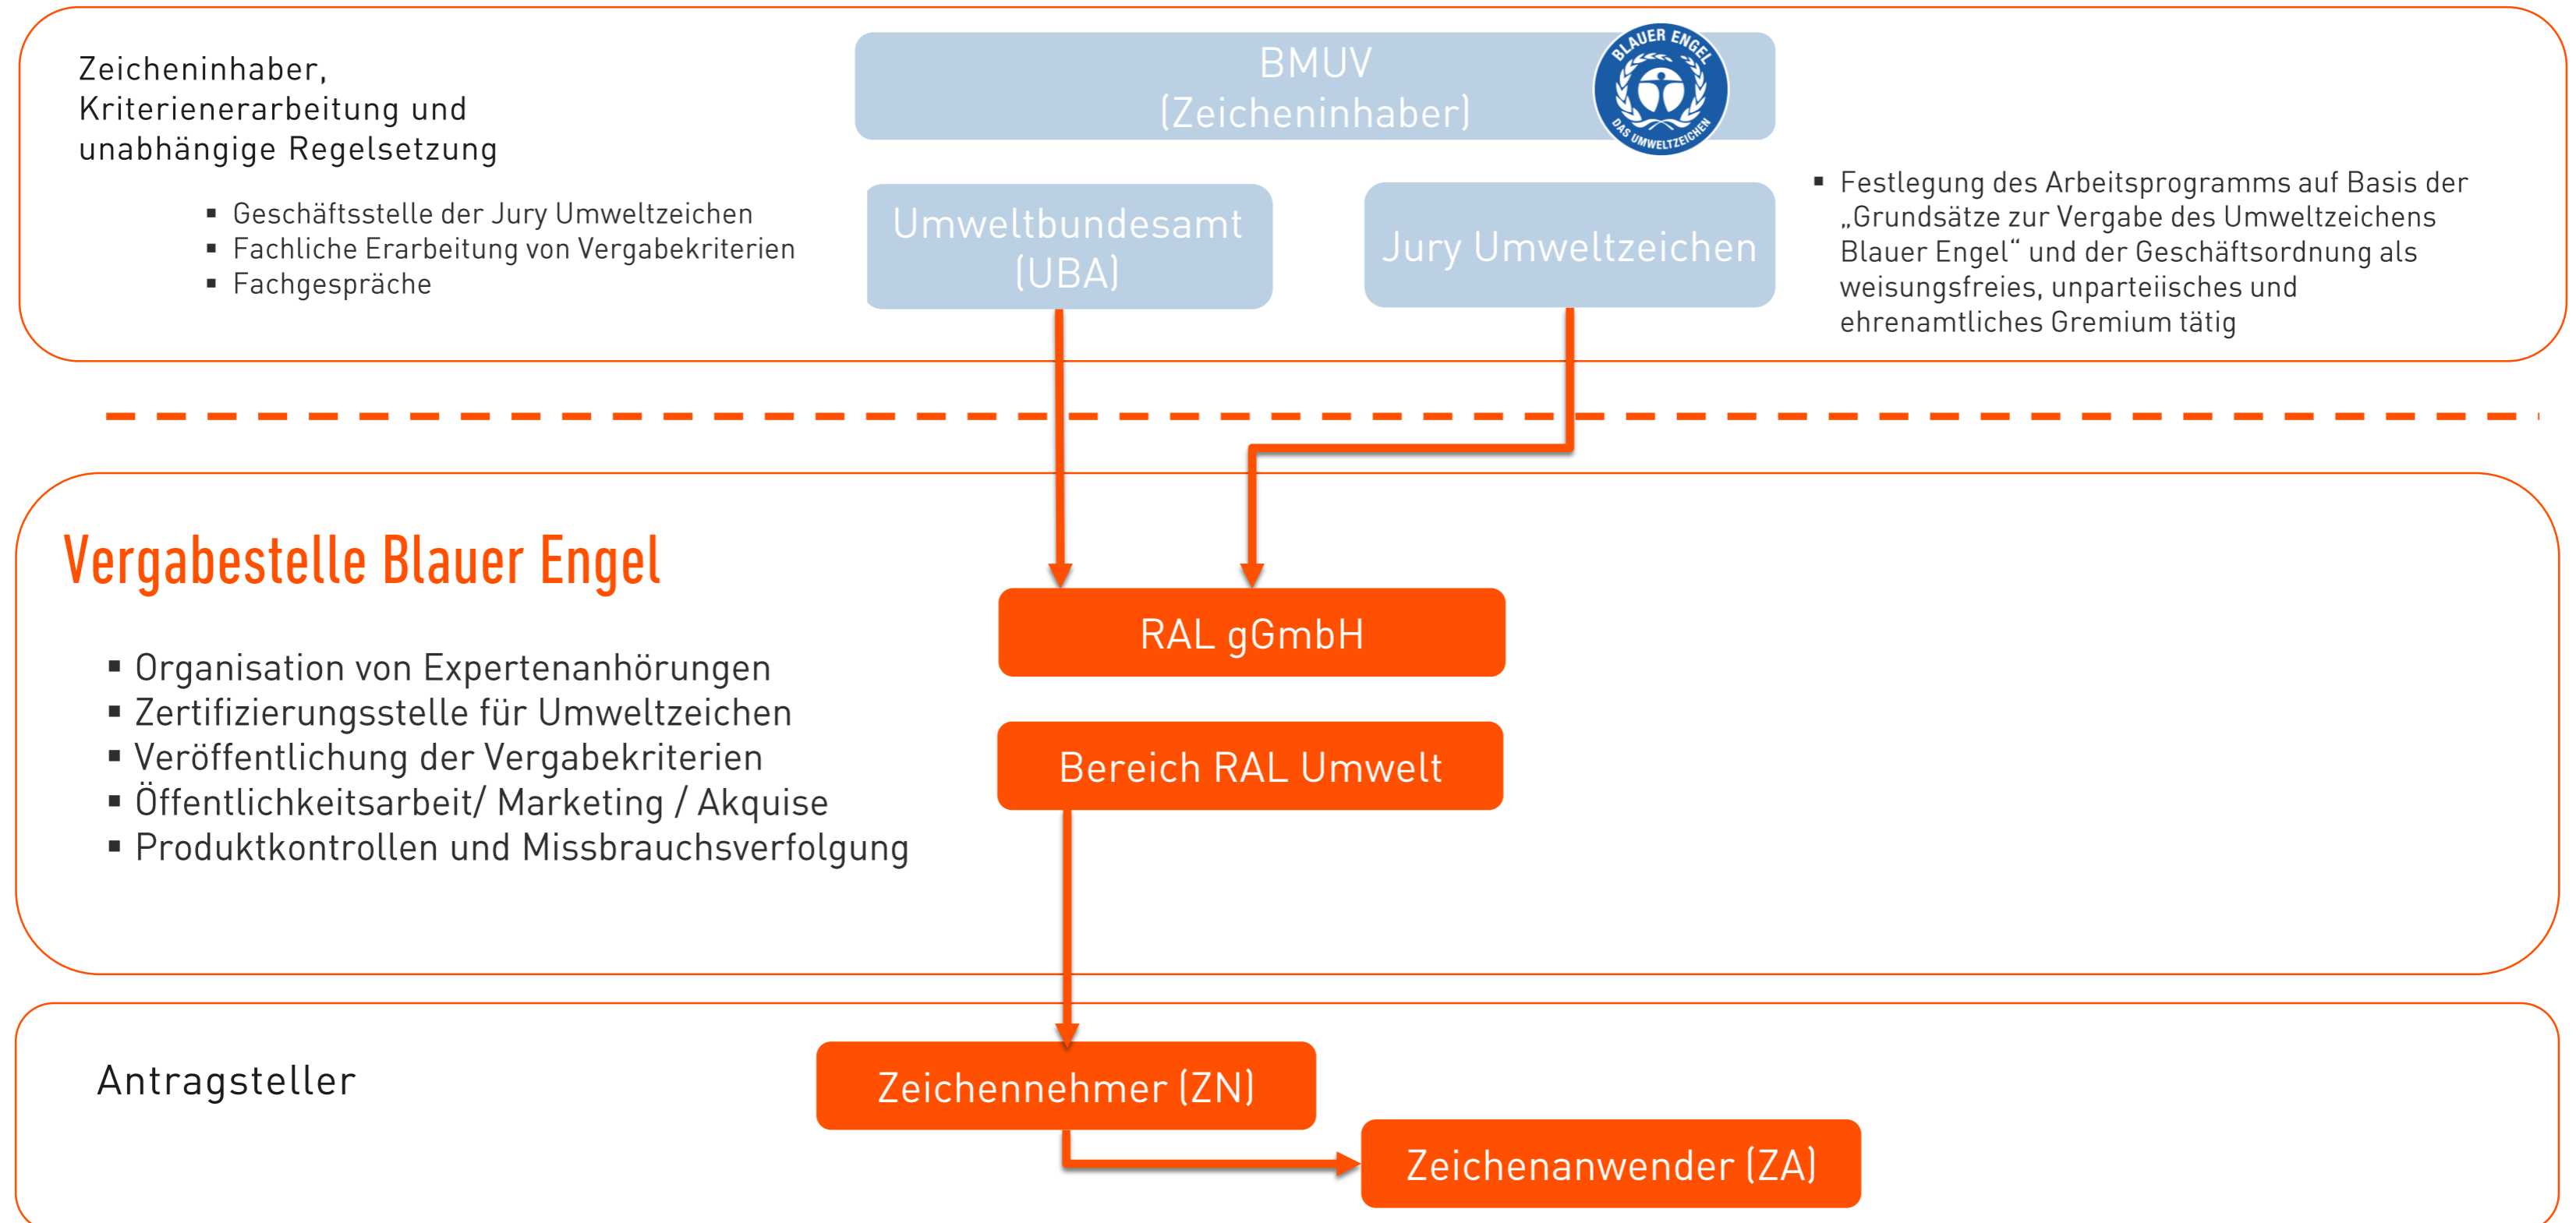 Zeicheninhaber,
Kriterienerarbeitung und
unabhängige Regelsetzung
▪ Geschäftsstelle der Jury Umweltzeichen
▪ Fachliche Erarbeitung von Vergabekriterien
▪ Fachgespräche
BMUV
(Zeicheninhaber)
BLAUER ENGEL
DAS UMWELTZEICHEN
Umweltbundesamt
(UBA)
Jury Umweltzeichen
▪ Festlegung des Arbeitsprogramms auf Basis der
„Grundsätze zur Vergabe des Umweltzeichens
Blauer Engel“ und der Geschäftsordnung als
weisungsfreies, unparteiisches und
ehrenamtliches Gremium tätig
Vergabestelle Blauer Engel
▪ Organisation von Expertenanhörungen
▪ Zertifizierungsstelle für Umweltzeichen
▪ Veröffentlichung der Vergabekriterien
▪ Öffentlichkeitsarbeit/ Marketing / Akquise
▪ Produktkontrollen und Missbrauchsverfolgung
RAL gGmbH
Bereich RAL Umwelt
Antragsteller
Zeichennehmer (ZN)
Zeichenanwender (ZA)